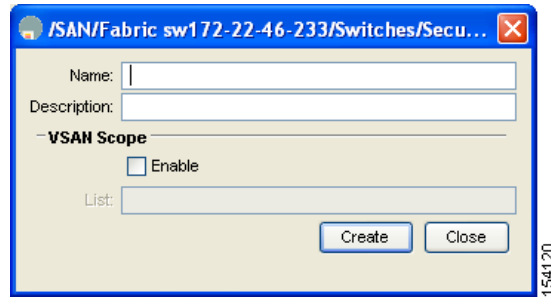 /SAN/Fabric sw172-22-46-233/Switches/Secu...
Name:
Description:
VSAN Scope
Enable
List:
Create Close
154120